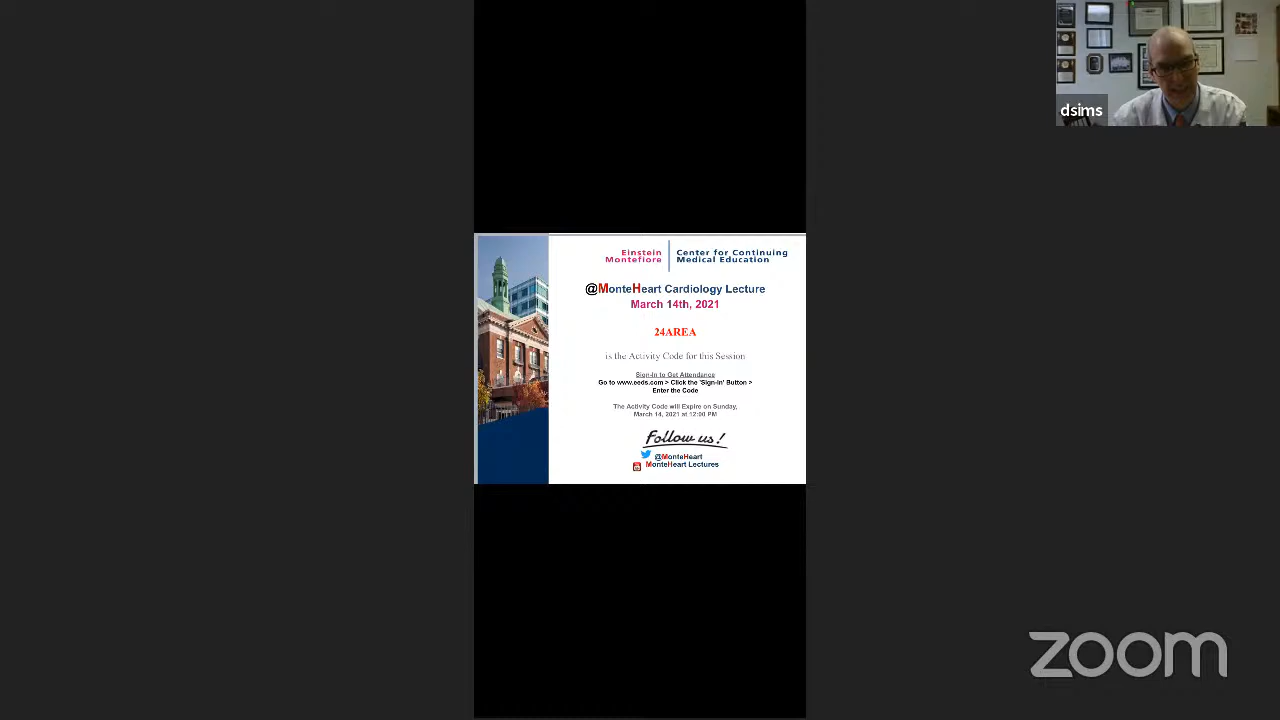 dsims
Einstein
Montefiore
Center for Continuing
Medical Education
@MonteHeart Cardiology Lecture
March 14th, 2021
24AREA
is the Activity Code for this Session
Sign-In to Get Attendance
Go to www.eeds.com > Click the 'Sign-In' Button >
Enter the Code
The Activity Code will Expire on Sunday,
March 14, 2021 at 12:00 PM
Follow us!
@MonteHeart
MonteHeart Lectures
zoom